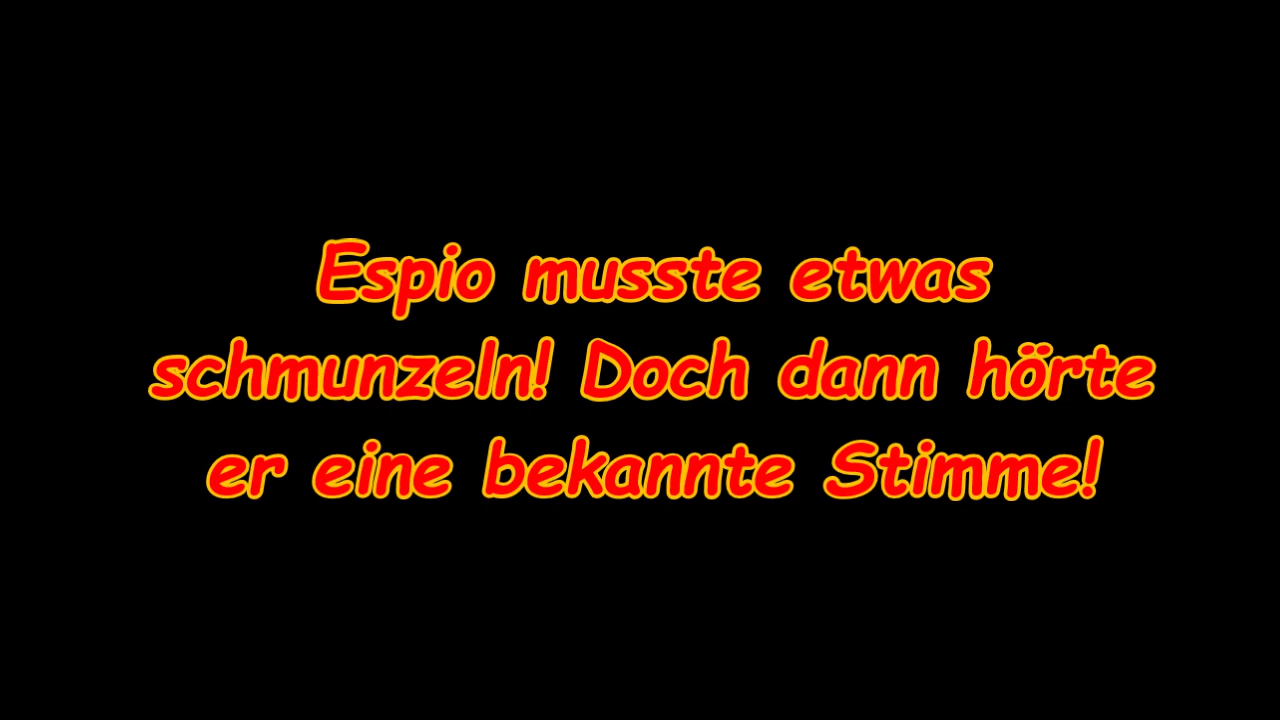 Espio musste etwas
schmunzeln! Doch dann hörte
er eine bekannte Stimme!